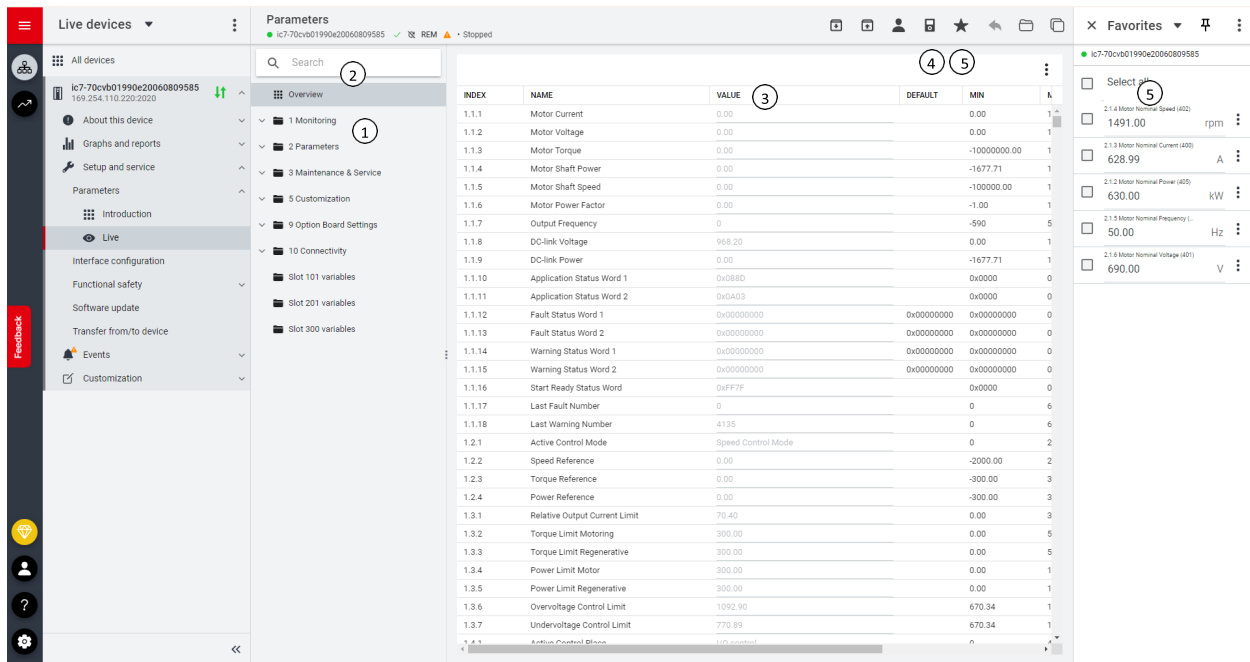 Live devices
Parameters
ic7-70cvb01990e20060809585 REM • Stopped
Favorites
ic7-70cvb01990e20060809585
All devices
ic7-70cvb01990e20060809585
169.254.110.220:2020
About this device
Graphs and reports
Setup and service
Parameters
Introduction
Live
Interface configuration
Functional safety
Software update
Transfer from/to device
Events
Customization
Feedback
?
Search
2
Overview
1 Monitoring
1
2 Parameters
3 Maintenance & Service
5 Customization
9 Option Board Settings
10 Connectivity
Slot 101 variables
Slot 201 variables
Slot 300 variables
4 5
INDEX NAME VALUE 3 DEFAULT MIN
1.1.1 Motor Current 0.00 0.00
1.1.2 Motor Voltage 0.00 0.00
1.1.3 Motor Torque 0.00 -10000000.00
1.1.4 Motor Shaft Power 0.00 -1677.71
1.1.5 Motor Shaft Speed 0.00 -100000.00
1.1.6 Motor Power Factor 0.00 -1.00
1.1.7 Output Frequency 0 -590
1.1.8 DC-link Voltage 968.20 0.00
1.1.9 DC-link Power 0.00 -1677.71
1.1.10 Application Status Word 1 0x088D 0x0000
1.1.11 Application Status Word 2 0x0A03 0x0000
1.1.12 Fault Status Word 1 0x00000000 0x00000000 0x00000000
1.1.13 Fault Status Word 2 0x00000000 0x00000000 0x00000000
1.1.14 Warning Status Word 1 0x00000000 0x00000000 0x00000000
1.1.15 Warning Status Word 2 0x00000000 0x00000000 0x00000000
1.1.16 Start Ready Status Word 0xFF7F 0x0000
1.1.17 Last Fault Number 0 0
1.1.18 Last Warning Number 4135 0
1.2.1 Active Control Mode Speed Control Mode 0
1.2.2 Speed Reference 0.00 -2000.00
1.2.3 Torque Reference 0.00 -300.00
1.2.4 Power Reference 0.00 -300.00
1.3.1 Relative Output Current Limit 70.40 0.00
1.3.2 Torque Limit Motoring 300.00 0.00
1.3.3 Torque Limit Regenerative 300.00 0.00
1.3.4 Power Limit Motor 300.00 0.00
1.3.5 Power Limit Regenerative 300.00 0.00
1.3.6 Overvoltage Control Limit 1092.90 670.34
1.3.7 Undervoltage Control Limit 770.89 670.34
1.4.1 Active Control Place I/O control 0
Select all
5
2.1.4 Motor Nominal Speed (402)
1491.00 rpm
2.1.3 Motor Nominal Current (400)
628.99 A
2.1.2 Motor Nominal Power (405)
630.00 kW
2.1.5 Motor Nominal Frequency (...
50.00 Hz
2.1.6 Motor Nominal Voltage (401)
690.00 V